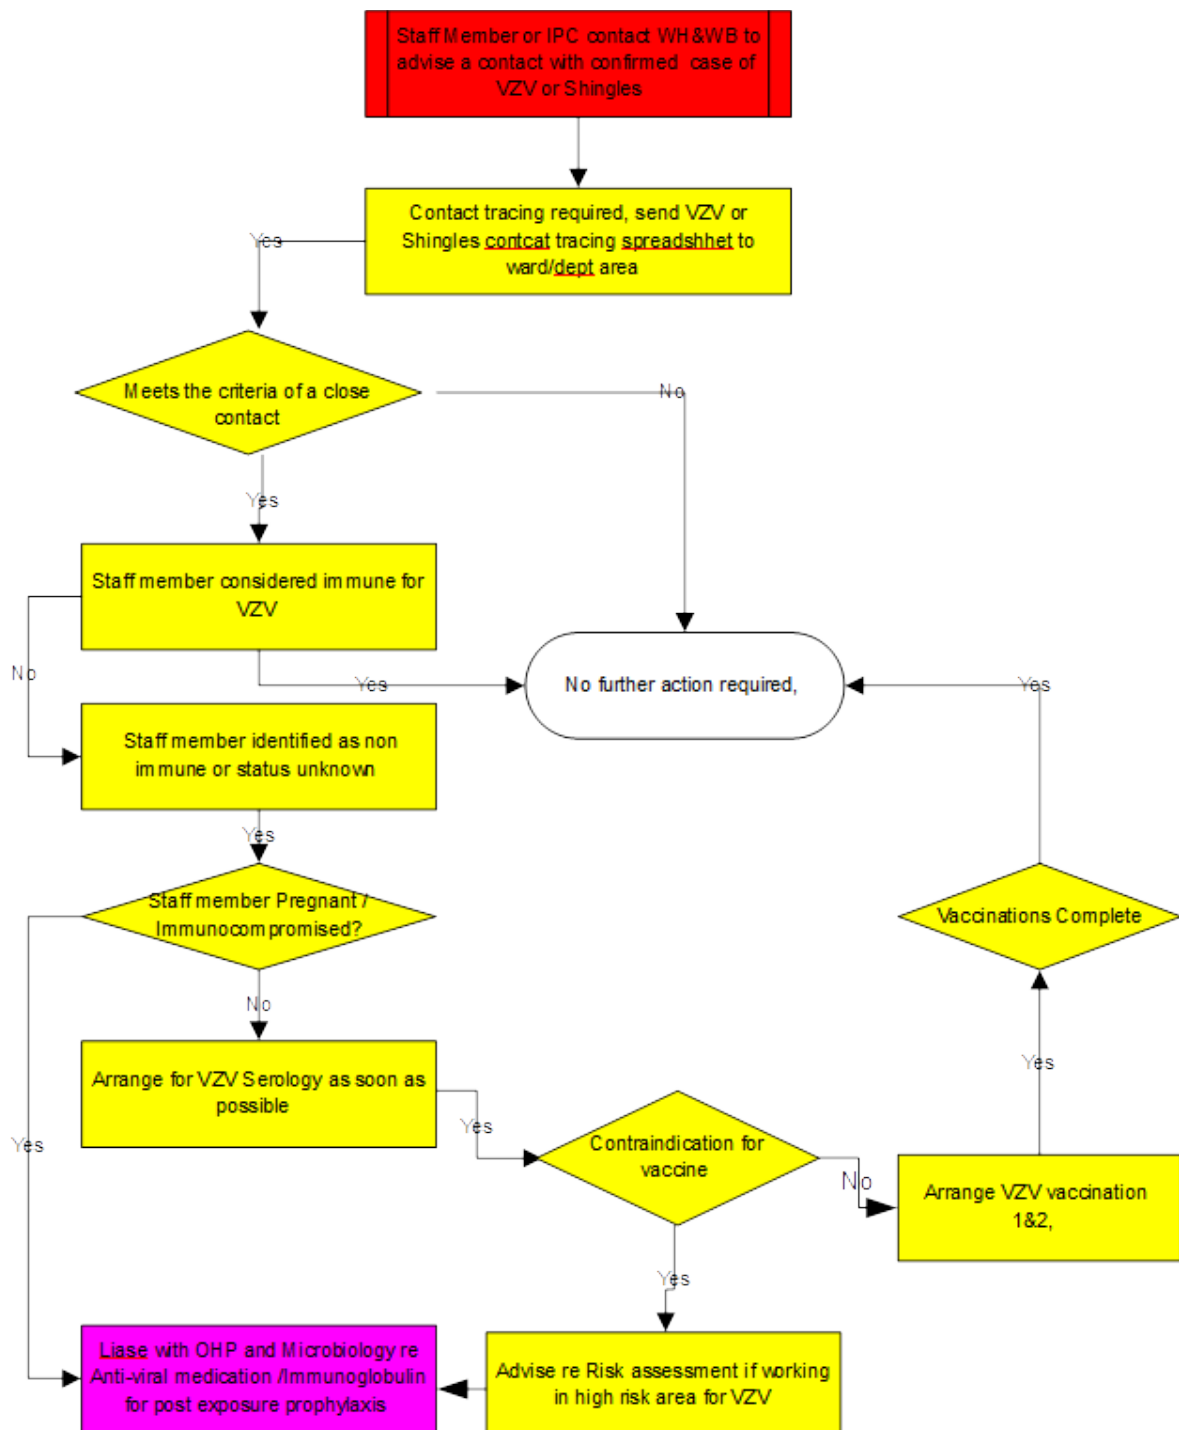 Staff Member or IPC contact WH&WB to
advise a contact with confirmed case of
VZV or Shingles
Contact tracing required, send VZV or
Shingles contcat tracing spreadshhet to
ward/dept area
Yes
Meets the criteria of a close
contact
No
Yes
Staff member considered immune for
VZV
No
Yes
No further action required,
Yes
Staff member identified as non
immune or status unknown
Yes
Staff member Pregnant /
Immunocompromised?
Vaccinations Complete
No
Arrange for VZV Serology as soon as
possible
Yes
Yes
Yes
Contraindication for
vaccine
No
Arrange VZV vaccination
1&2,
Yes
Liase with OHP and Microbiology re
Anti-viral medication /Immunoglobulin
for post exposure prophylaxis
Advise re Risk assessment if working
in high risk area for VZV